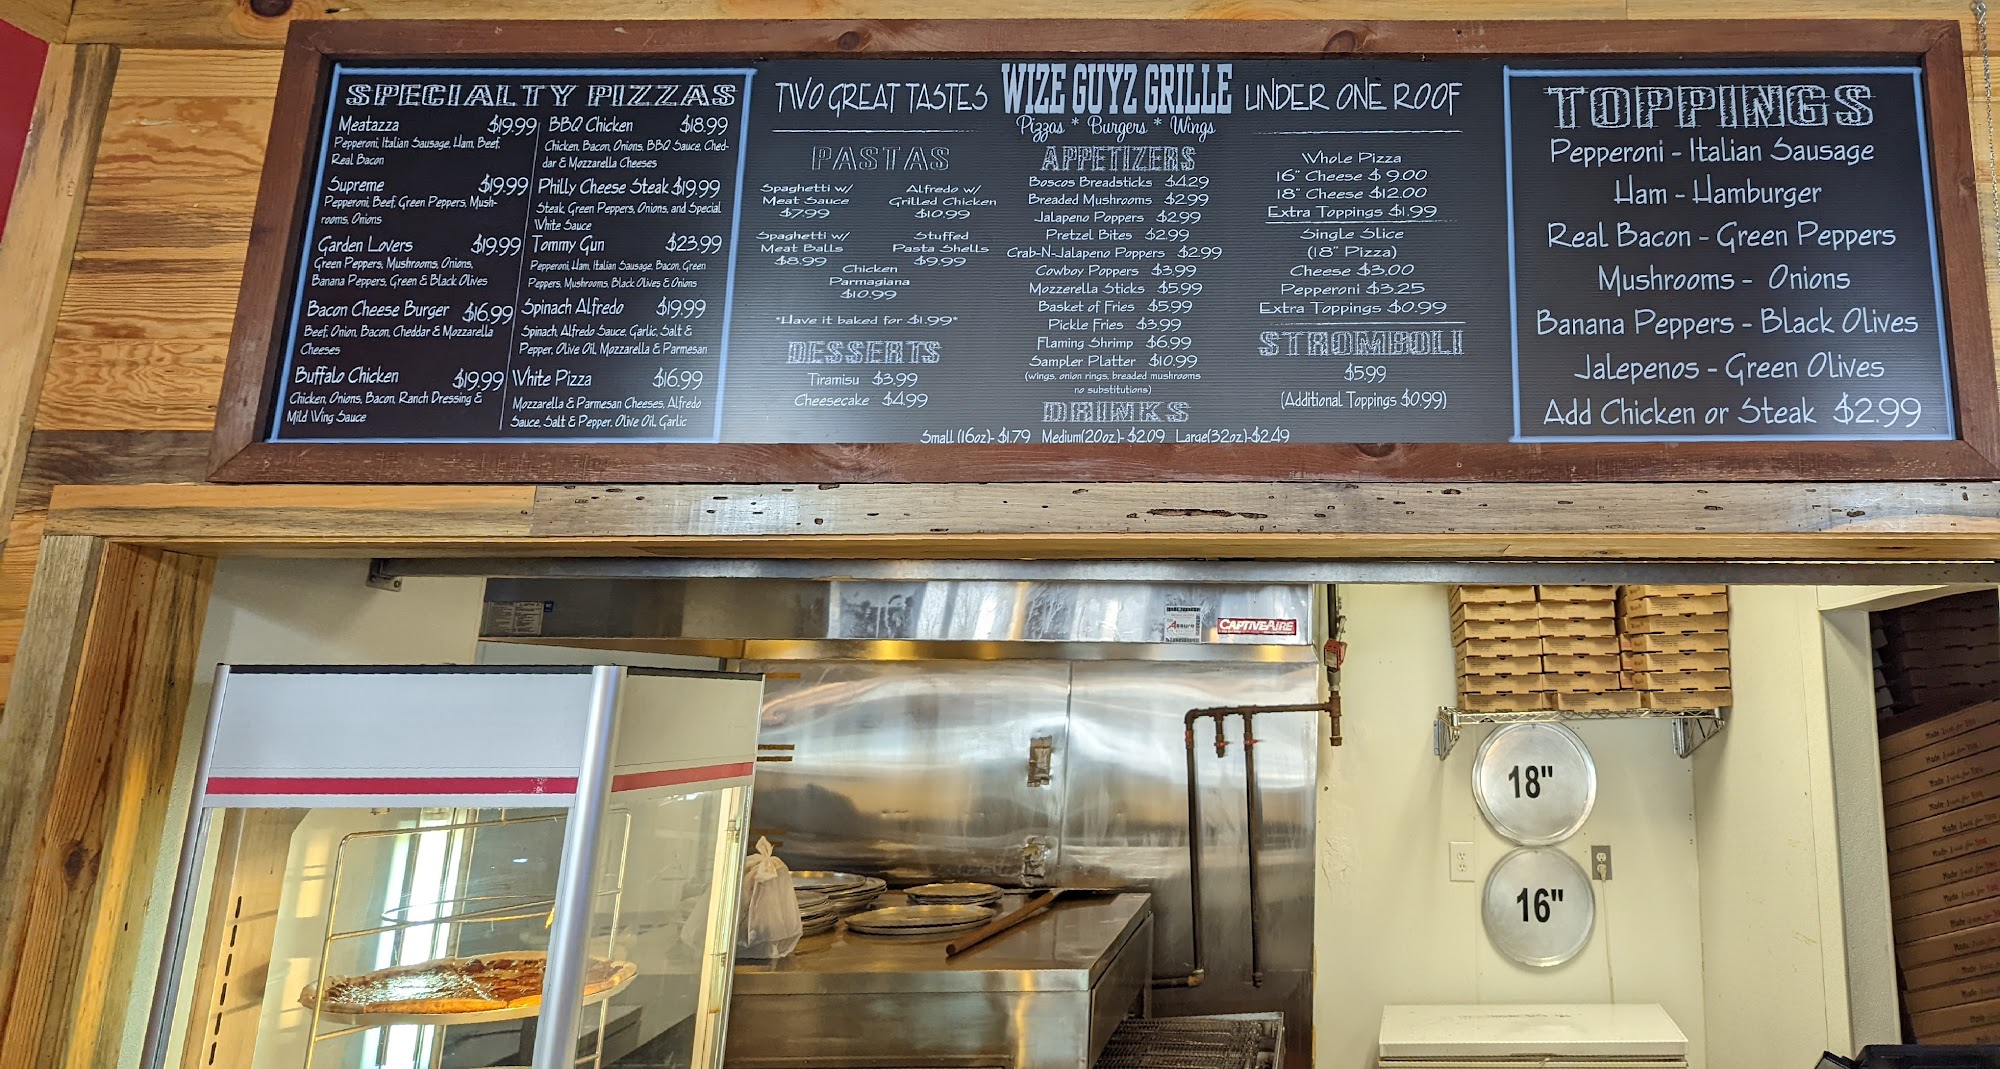 SPECIALTY PIZZAS
Meatazza $19.99
Pepperoni, Italian Sausage, Ham, Beef,
Real Bacon
Supreme $19.99
Pepperoni, Beef, Green Peppers, Mush-
rooms, Onions
Garden Lovers $19.99
Green Peppers, Mushrooms, Onions,
Banana Peppers, Green & Black Olives
Bacon Cheese Burger $16.99
Beef, Onion, Bacon, Cheddar & Mozzarella
Cheeses
Buffalo Chicken $19.99
Chicken, Onions, Bacon, Ranch Dressing &
Mild Wing Sauce
BBQ Chicken $18.99
Chicken, Bacon, Onions, BBQ Sauce, Ched-
dar & Mozzarella Cheeses
Philly Cheese Steak $19.99
Steak, Green Peppers, Onions, and Special
White Sauce
Tommy Gun $23.99
Pepperoni, Ham, Italian Sausage, Bacon, Green
Peppers, Mushrooms, Black Olives & Onions
Spinach Alfredo $19.99
Spinach, Alfredo Sauce, Garlic, Salt &
Pepper, Olive Oil, Mozzarella & Parmesan
White Pizza $16.99
Mozzarella & Parmesan Cheeses, Alfredo
Sauce, Salt & Pepper, Olive Oil, Garlic
TWO GREAT TASTES WIZE GUYZ GRILLE UNDER ONE ROOF
Pizzas * Burgers * Wings
PASTAS
Spaghetti w/
Meat Sauce
$7.99
Alfredo w/
Grilled Chicken
$10.99
Spaghetti w/
Meat Balls
$8.99
Stuffed
Pasta Shells
$9.99
Chicken
Parmagiana
$10.99
*Have it baked for $1.99*
DESSERTS
Tiramisu $3.99
Cheesecake $4.99
APPETIZERS
Boscos Breadsticks $4.29
Breaded Mushrooms $2.99
Jalapeno Poppers $2.99
Pretzel Bites $2.99
Crab-N-Jalapeno Poppers $2.99
Cowboy Poppers $3.99
Mozzerella Sticks $5.99
Basket of Fries $5.99
Pickle Fries $3.99
Flaming Shrimp $6.99
Sampler Platter $10.99
(wings, onion rings, breaded mushrooms
no substitutions)
DRINKS
Small (16oz)- $1.79 Medium(20oz)- $2.09 Large(32oz)-$2.49
Whole Pizza
16" Cheese $ 9.00
18" Cheese $12.00
Extra Toppings $1.99
Single Slice
(18" Pizza)
Cheese $3.00
Pepperoni $3.25
Extra Toppings $0.99
STROMBOLI
$5.99
(Additional Toppings $0.99)
TOPPINGS
Pepperoni - Italian Sausage
Ham - Hamburger
Real Bacon - Green Peppers
Mushrooms - Onions
Banana Peppers - Black Olives
Jalepenos - Green Olives
Add Chicken or Steak $2.99
CAPTIVEAIRE
18"
16"